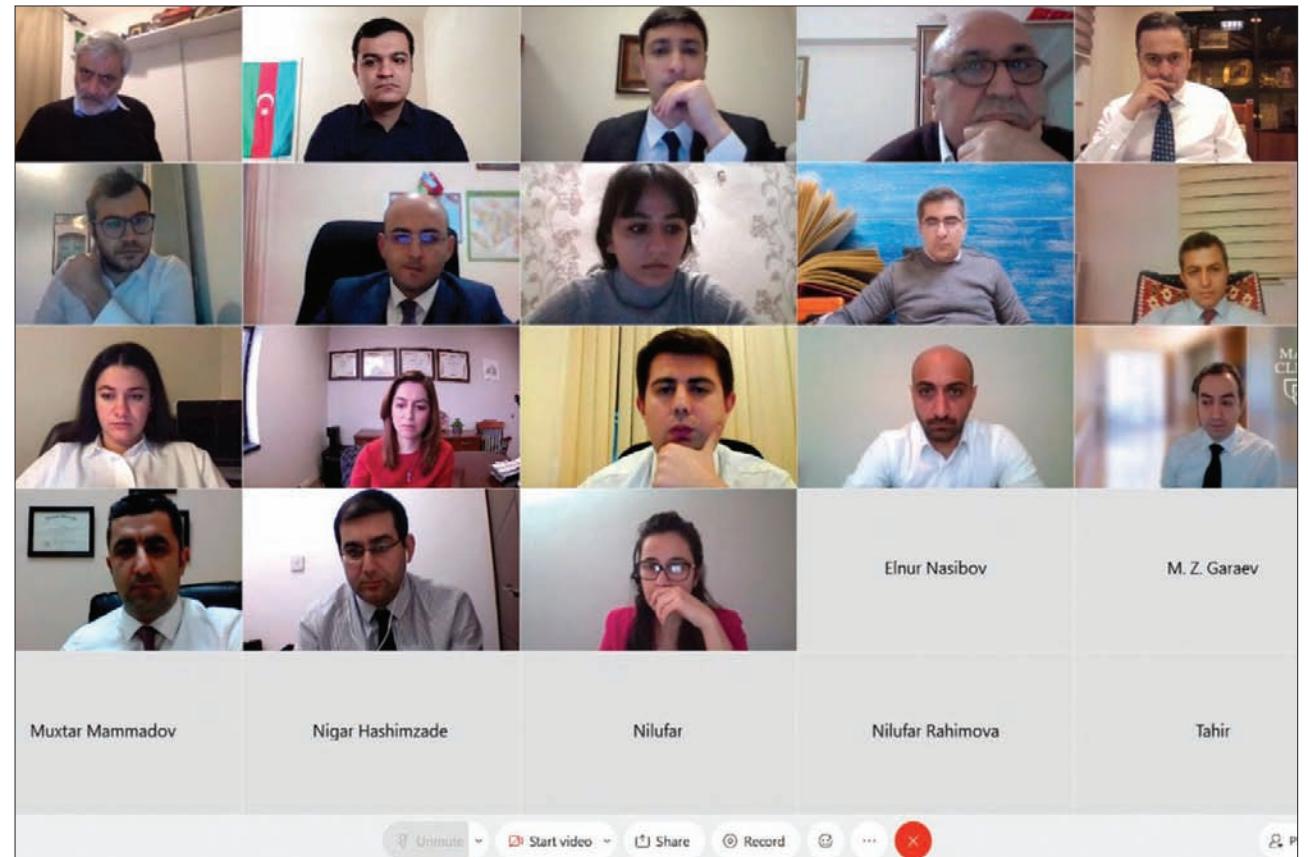 Elnur Nasibov
M. Z. Garaev
Muxtar Mammadov
Nigar Hashimzade
Nilufar
Nilufar Rahimova
Tahir
Unmute
Start video
Share
Record